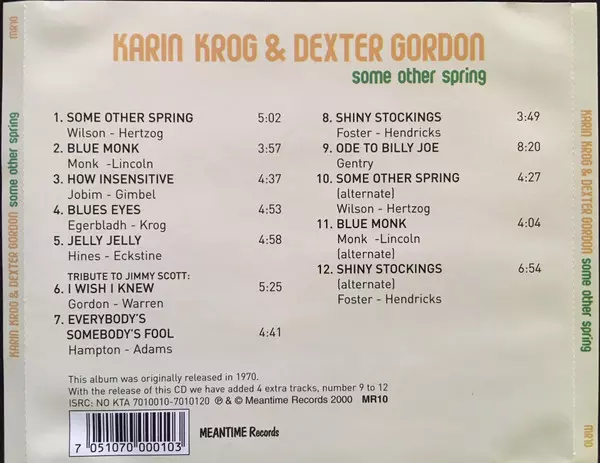 KARIN KROG & DEXTER GORDON
some other spring
1. SOME OTHER SPRING 5:02
Wilson - Hertzog
2. BLUE MONK 3:57
Monk -Lincoln
3. HOW INSENSITIVE 4:37
Jobim - Gimbel
4. BLUES EYES 4:53
Egerbladh - Krog
5. JELLY JELLY 4:58
Hines - Eckstine
TRIBUTE TO JIMMY SCOTT:
6. I WISH I KNEW 5:25
Gordon - Warren
7. EVERYBODY'S
SOMEBODY'S FOOL 4:41
Hampton - Adams
8. SHINY STOCKINGS 3:49
Foster - Hendricks
9. ODE TO BILLY JOE 8:20
Gentry
10. SOME OTHER SPRING 4:27
(alternate)
Wilson - Hertzog
11. BLUE MONK 4:04
Monk -Lincoln
(alternate)
12. SHINY STOCKINGS 6:54
(alternate)
Foster - Hendricks
This album was originally released in 1970.
With the release of this CD we have added 4 extra tracks, number 9 to 12
ISRC: NO KTA 7010010-7010120 ℗ & © Meantime Records 2000 MR10
7 051070 000103
MEANTIME Records
MR10
KARIN KROG & DEXTER GORDON some other spring
KARIN KROG & DEXTER GORDON some other spring
MR10